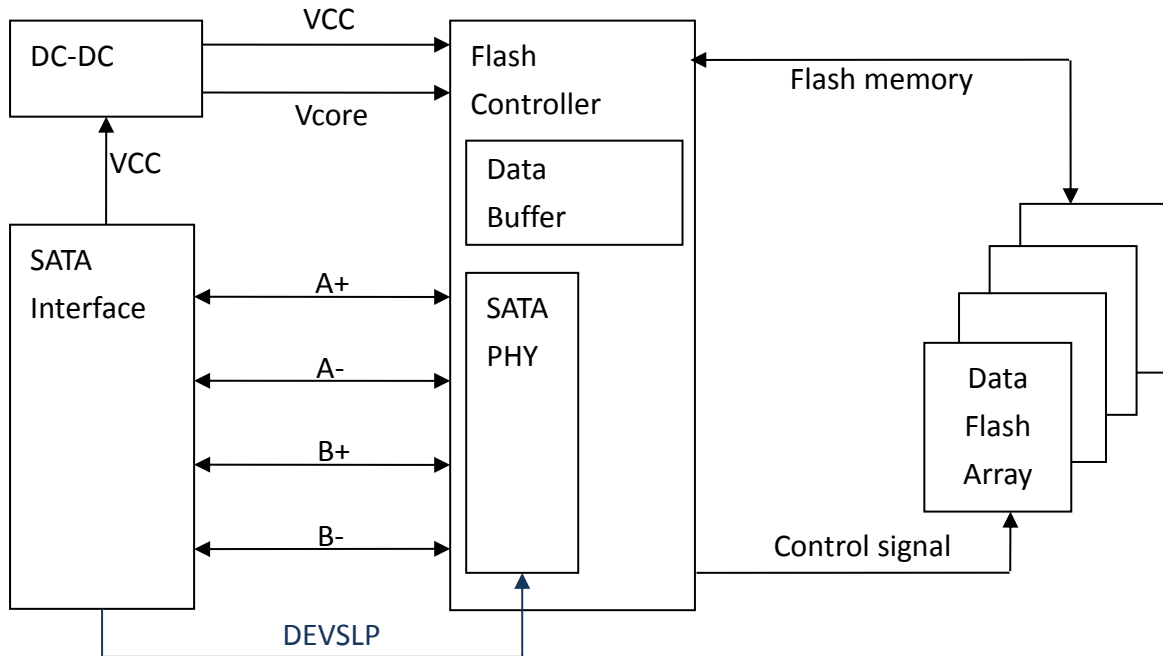 VCC
DC-DC
Vcore
VCC
Flash
Controller
Data
Buffer
Flash memory
SATA
Interface
A+
A-
B+
B-
SATA
PHY
Data
Flash
Array
Control signal
DEVSLP